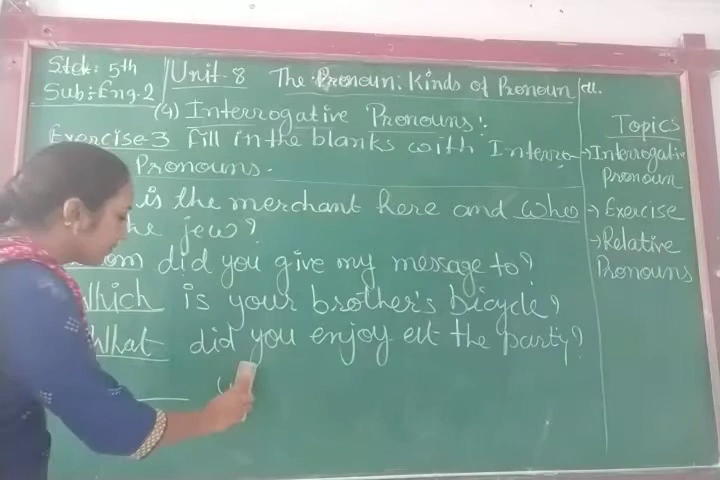 Std: 5th
Sub: Eng.2
Unit-8 The Pronoun: Kinds of Pronoun
(4) Interrogative Pronouns:
Exercise-3 Fill in the blanks with Interro
Pronouns.
is the merchant here and who
he jew?
om did you give my message to?
Which is your brother's bicycle?
What did you enjoy at the party?
Topics
→Interrogative
Pronoun
→ Exercise
→Relative
Pronouns